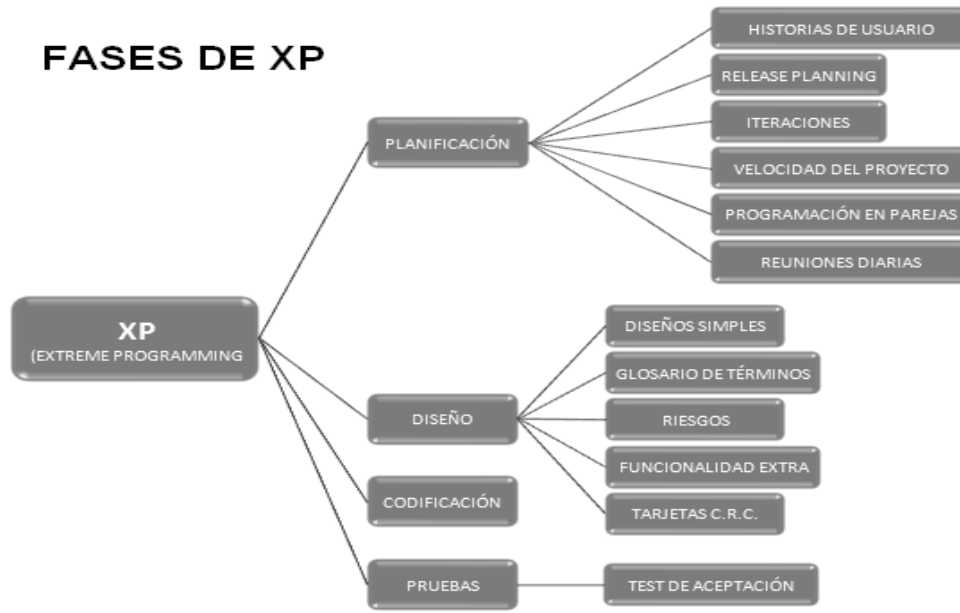 FASES DE XP
HISTORIAS DE USUARIO
RELEASE PLANNING
ITERACIONES
VELOCIDAD DEL PROYECTO
PROGRAMACIÓN EN PAREJAS
REUNIONES DIARIAS
PLANIFICACIÓN
XP
(EXTREME PROGRAMMING
DISEÑO
DISEÑOS SIMPLES
GLOSARIO DE TÉRMINOS
RIESGOS
FUNCIONALIDAD EXTRA
TARJETAS C.R.C.
CODIFICACIÓN
PRUEBAS
TEST DE ACEPTACIÓN